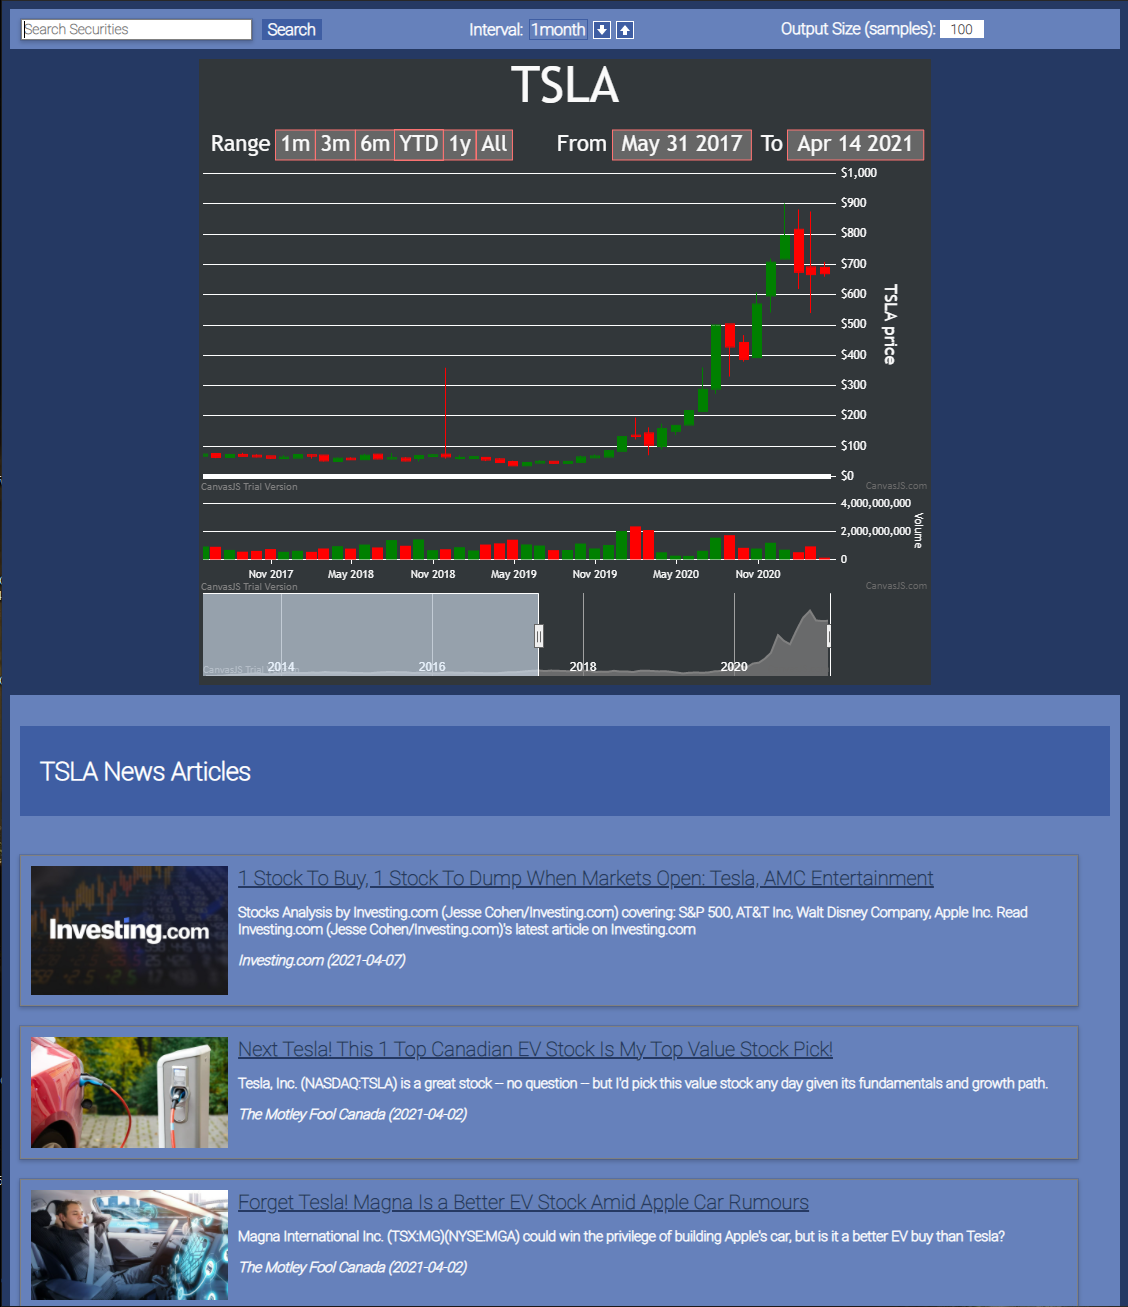 Search Securities
Search
Interval: 1month
Output Size (samples): 100
TSLA
Range 1m 3m 6m YTD 1y All
From May 31 2017 To Apr 14 2021
$1,000
$900
$800
$700
$600
$500
$400
$300
$200
$100
$0
TSLA price
CanvasJS Trial Version
CanvasJS.com
4,000,000,000
2,000,000,000
0
Volume
Nov 2017 May 2018 Nov 2018 May 2019 Nov 2019 May 2020 Nov 2020
CanvasJS Trial Version
CanvasJS.com
2014 2016 2018 2020
CanvasJS Trial Version
TSLA News Articles
Investing.com
1 Stock To Buy, 1 Stock To Dump When Markets Open: Tesla, AMC Entertainment
Stocks Analysis by Investing.com (Jesse Cohen/Investing.com) covering: S&P 500, AT&T Inc, Walt Disney Company, Apple Inc. Read
Investing.com (Jesse Cohen/Investing.com)'s latest article on Investing.com
Investing.com (2021-04-07)
Next Tesla! This 1 Top Canadian EV Stock Is My Top Value Stock Pick!
Tesla, Inc. (NASDAQ:TSLA) is a great stock – no question – but I'd pick this value stock any day given its fundamentals and growth path.
The Motley Fool Canada (2021-04-02)
Forget Tesla! Magna Is a Better EV Stock Amid Apple Car Rumours
Magna International Inc. (TSX:MG)(NYSE:MGA) could win the privilege of building Apple's car, but is it a better EV buy than Tesla?
The Motley Fool Canada (2021-04-02)